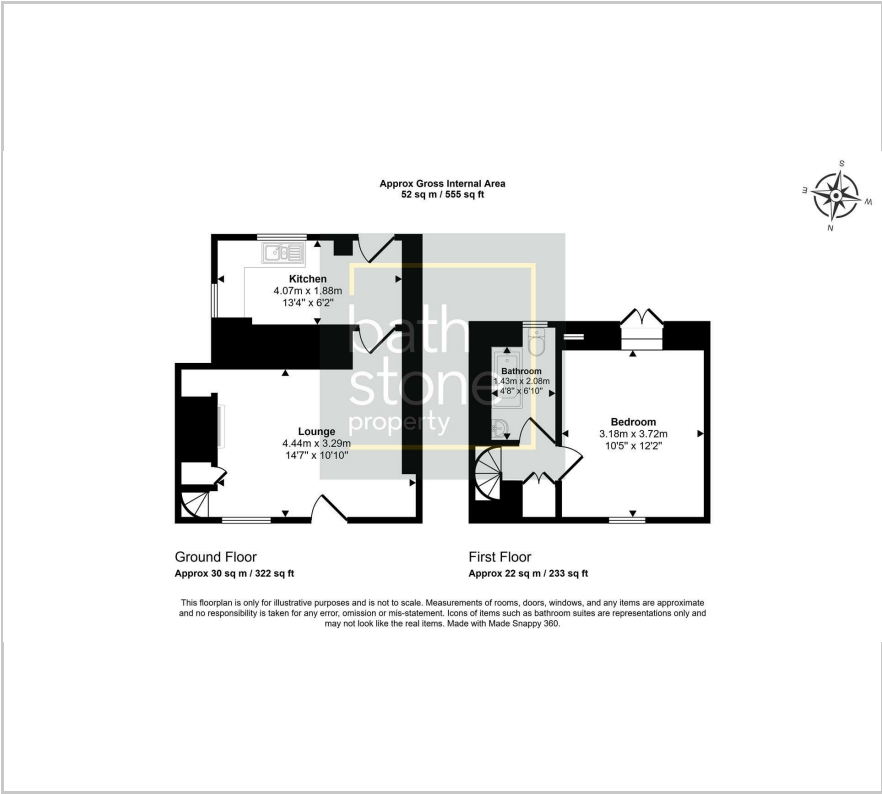 Approx Gross Internal Area
52 sq m / 555 sq ft
S
E
W
N
Kitchen
4.07m x 1.88m
13'4" x 6'2"
bath
stone
property
Lounge
4.44m x 3.29m
14'7" x 10'10"
Bathroom
1.43m x 2.08m
4'8" x 6'10"
Bedroom
3.18m x 3.72m
10'5" x 12'2"
Ground Floor
Approx 30 sq m / 322 sq ft
First Floor
Approx 22 sq m / 233 sq ft
This floorplan is only for illustrative purposes and is not to scale. Measurements of rooms, doors, windows, and any items are approximate
and no responsibility is taken for any error, omission or mis-statement. Icons of items such as bathroom suites are representations only and
may not look like the real items. Made with Made Snappy 360.